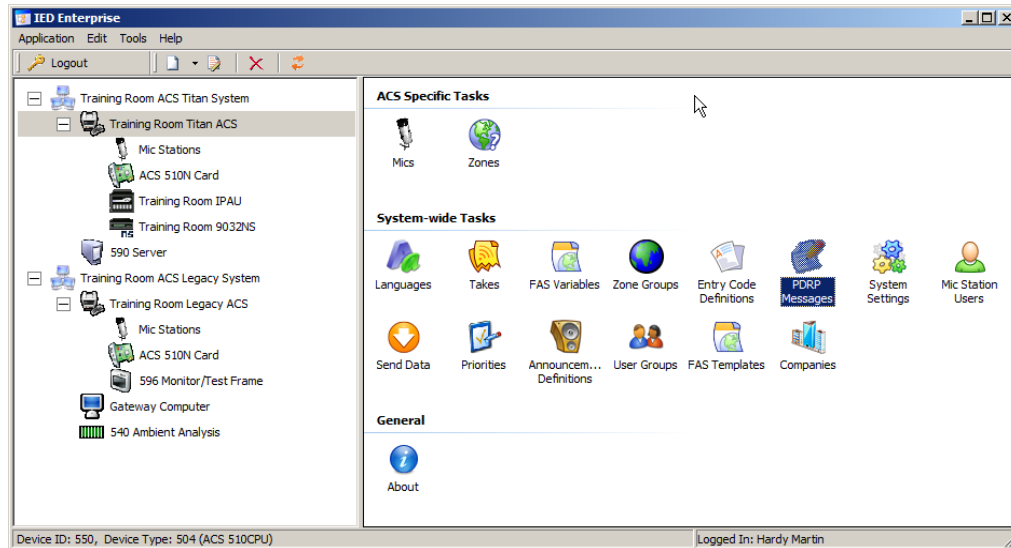 IED Enterprise
Application Edit Tools Help
Logout
Training Room ACS Titan System
Training Room Titan ACS
Mic Stations
ACS 510N Card
Training Room IPAU
Training Room 9032NS
590 Server
Training Room ACS Legacy System
Training Room Legacy ACS
Mic Stations
ACS 510N Card
596 Monitor/Test Frame
Gateway Computer
540 Ambient Analysis
ACS Specific Tasks
Mics Zones
System-wide Tasks
Languages Takes FAS Variables Zone Groups Entry Code PDRP System Mic Station
Definitions Messages Settings Users
Send Data Priorities Announcem... User Groups FAS Templates Companies
Definitions
General
About
Device ID: 550, Device Type: 504 (ACS 510CPU) Logged In: Hardy Martin